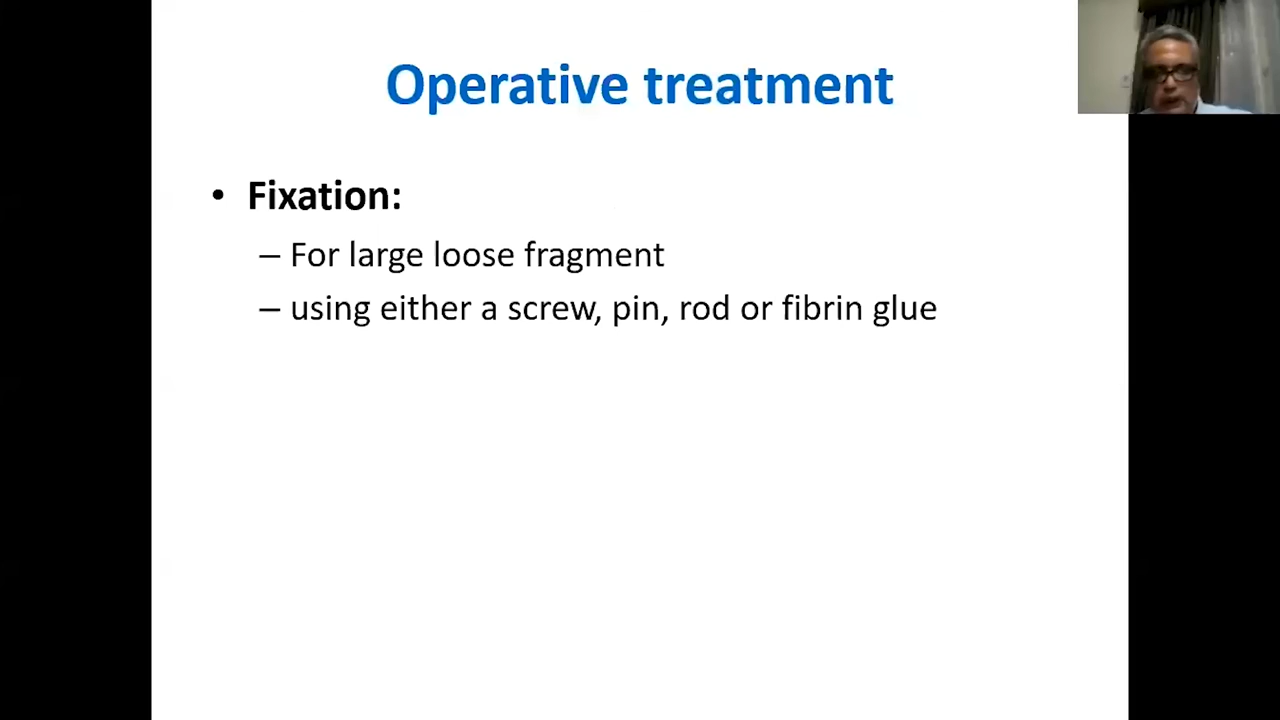 Operative treatment
• Fixation:
– For large loose fragment
– using either a screw, pin, rod or fibrin glue